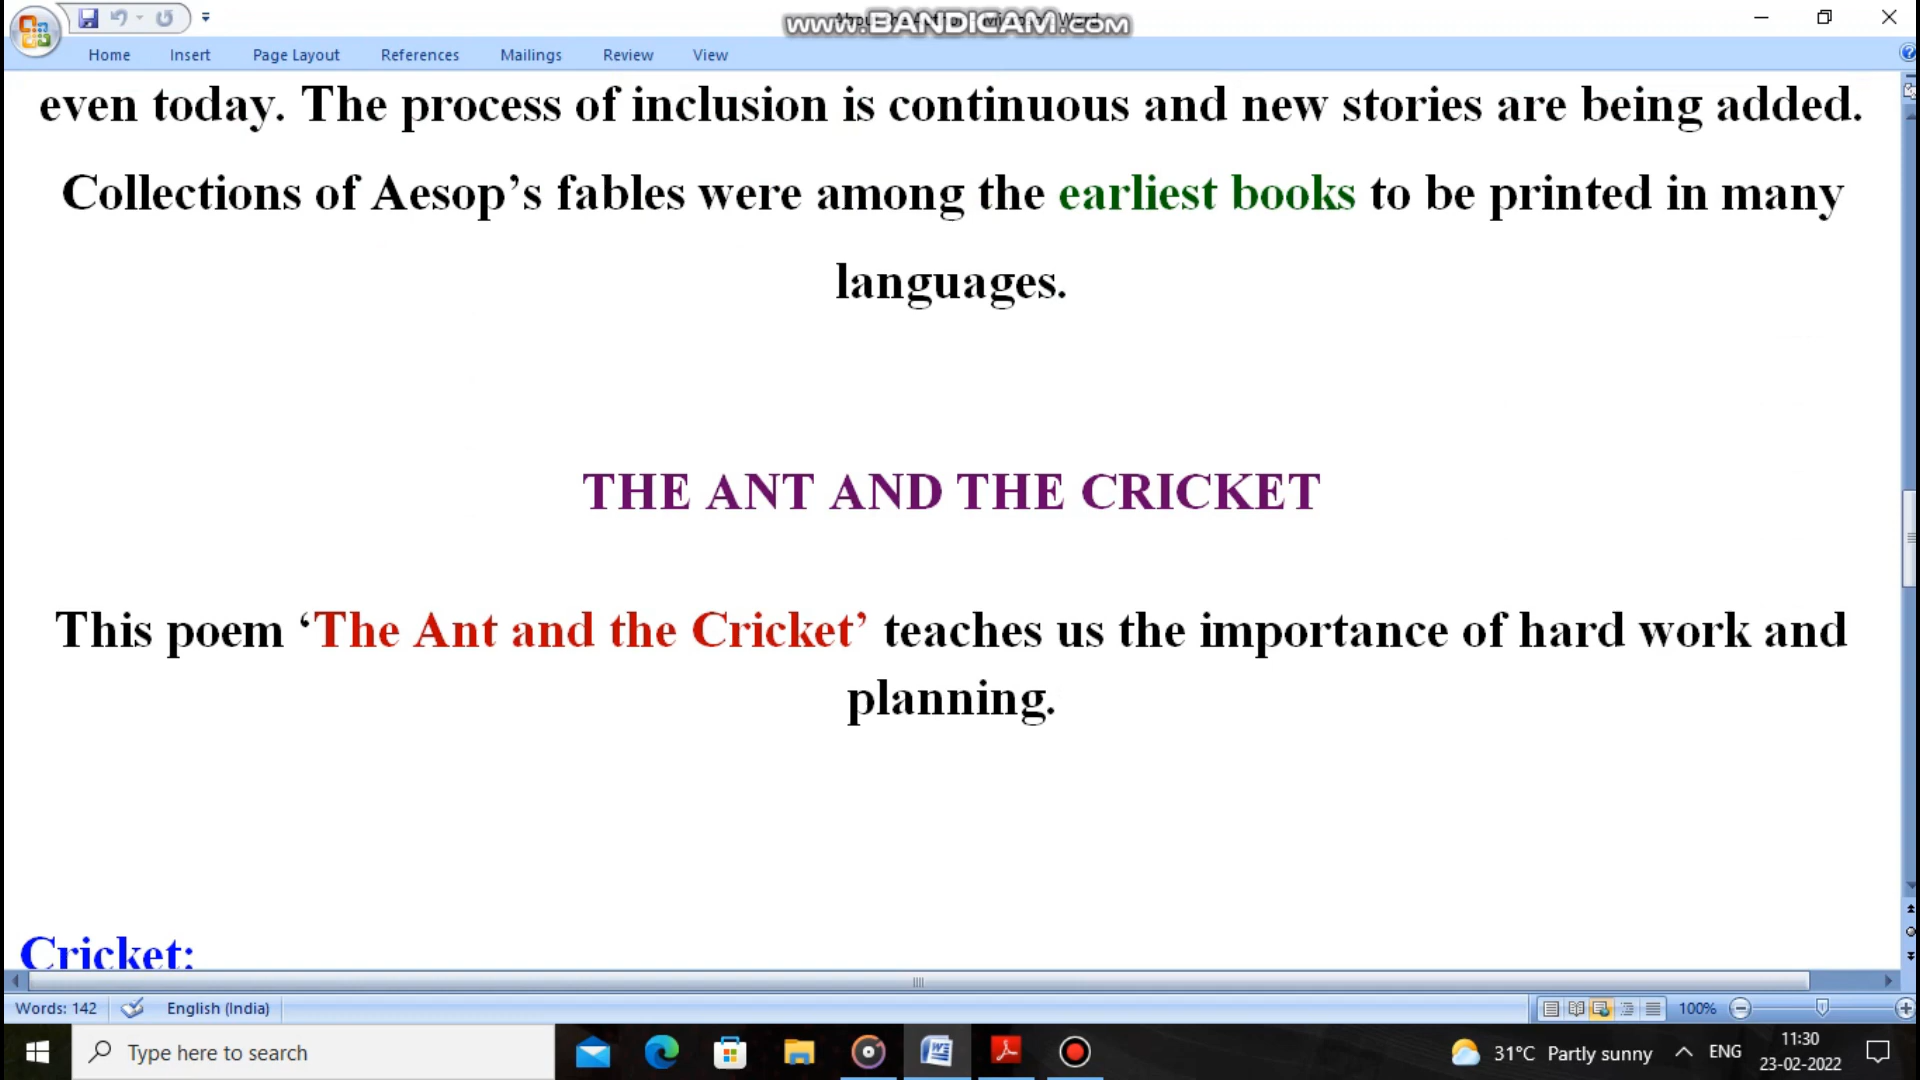 www.BANDICAM.com
Home Insert Page Layout References Mailings Review View
even today. The process of inclusion is continuous and new stories are being added.
Collections of Aesop’s fables were among the earliest books to be printed in many
languages.
THE ANT AND THE CRICKET
This poem ‘The Ant and the Cricket’ teaches us the importance of hard work and
planning.
Cricket:
Words: 142 English (India) 100%
Type here to search 31°C Partly sunny ENG 11:30
23-02-2022